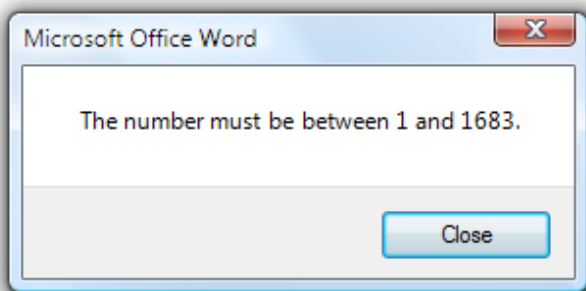 Microsoft Office Word
The number must be between 1 and 1683.
Close